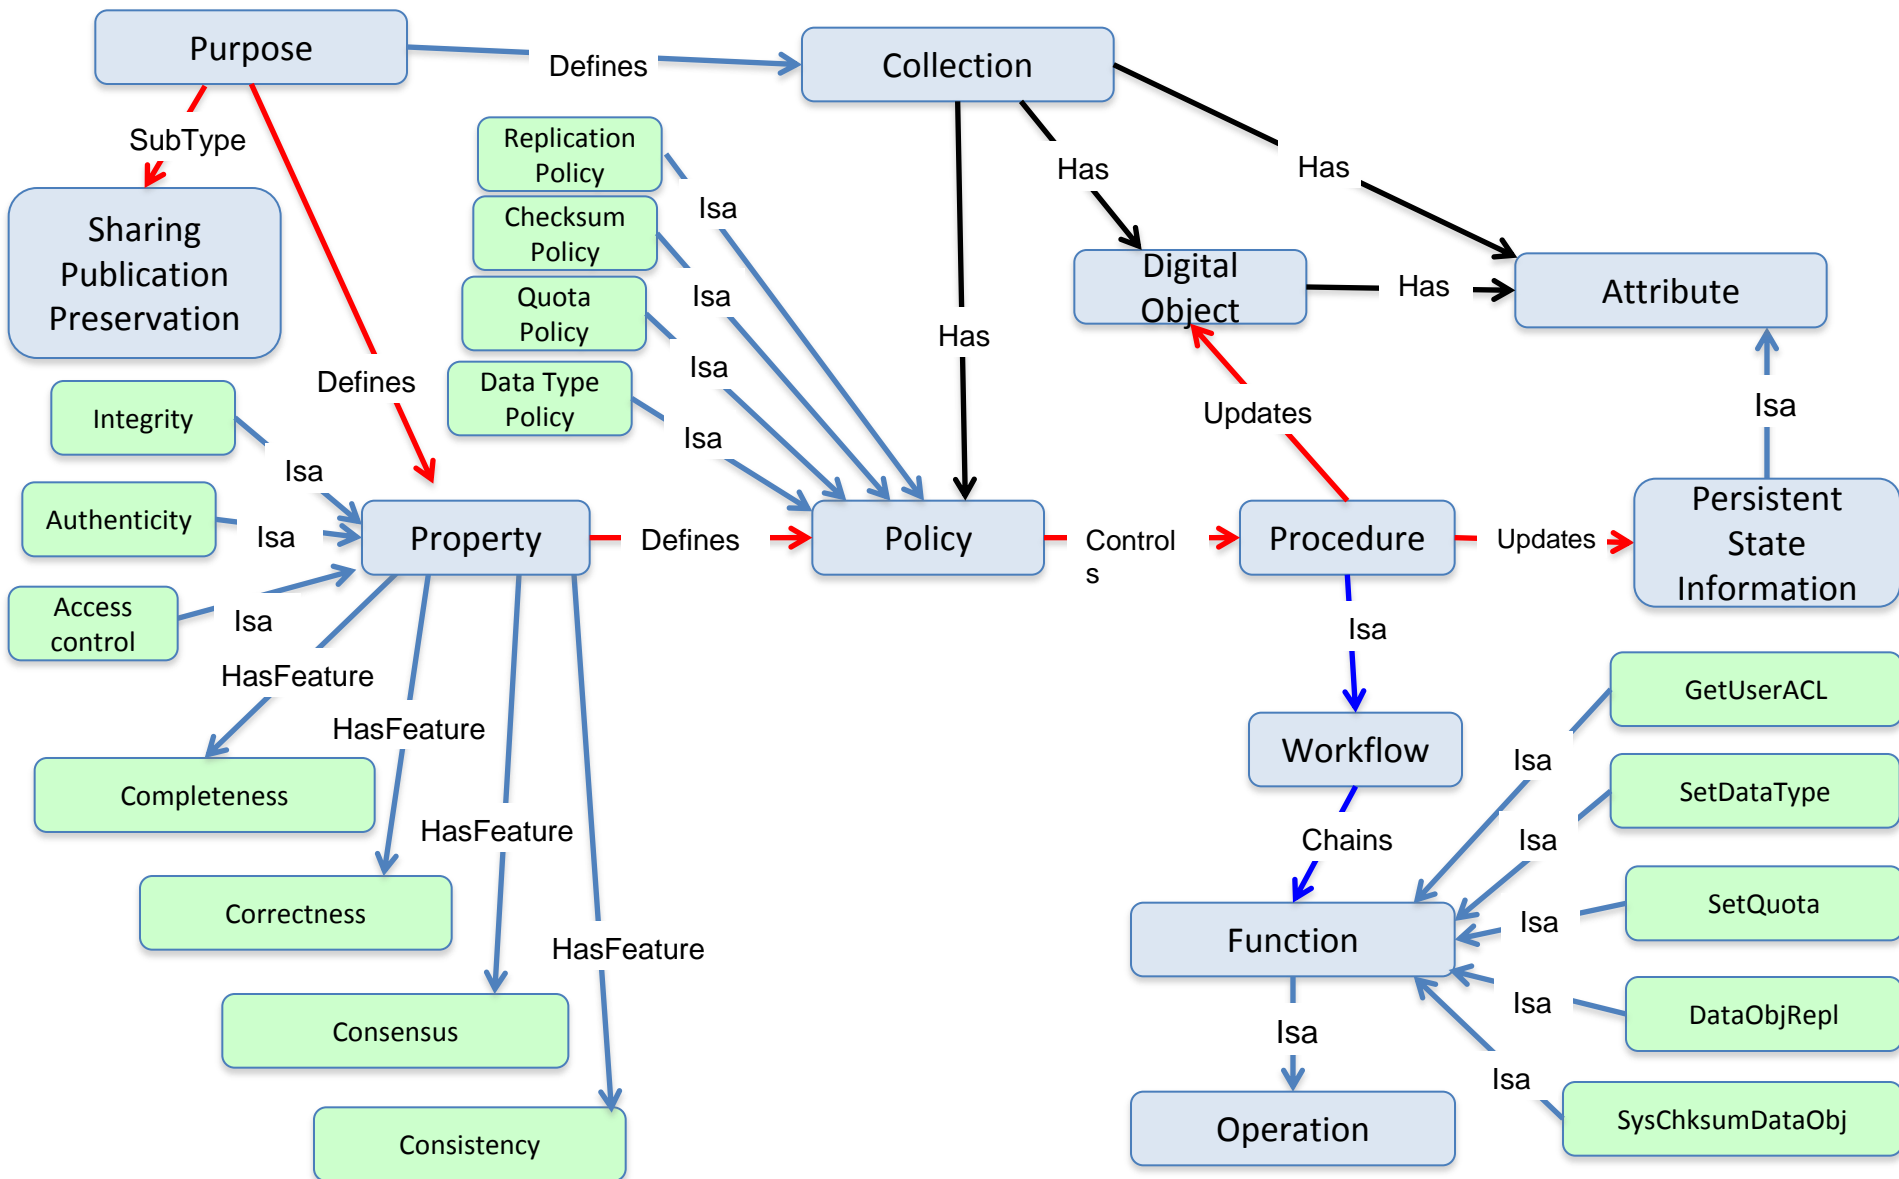 Purpose
Defines
Collection
SubType
Replication
Policy
Isa
Has
Has
Sharing
Publication
Preservation
Checksum
Policy
Isa
Digital
Object
Has
Attribute
Quota
Policy
Isa
Has
Defines
Data Type
Policy
Isa
Updates
Isa
Integrity
Isa
Authenticity
Isa
Property
Defines
Policy
Control
s
Procedure
Updates
Persistent
State
Information
Access
control
Isa
Isa
HasFeature
GetUserACL
HasFeature
Workflow
Isa
Completeness
SetDataType
HasFeature
Chains
Isa
Correctness
SetQuota
HasFeature
Function
Isa
Consensus
Isa
Isa
DataObjRepl
Isa
Consistency
Operation
SysChksumDataObj